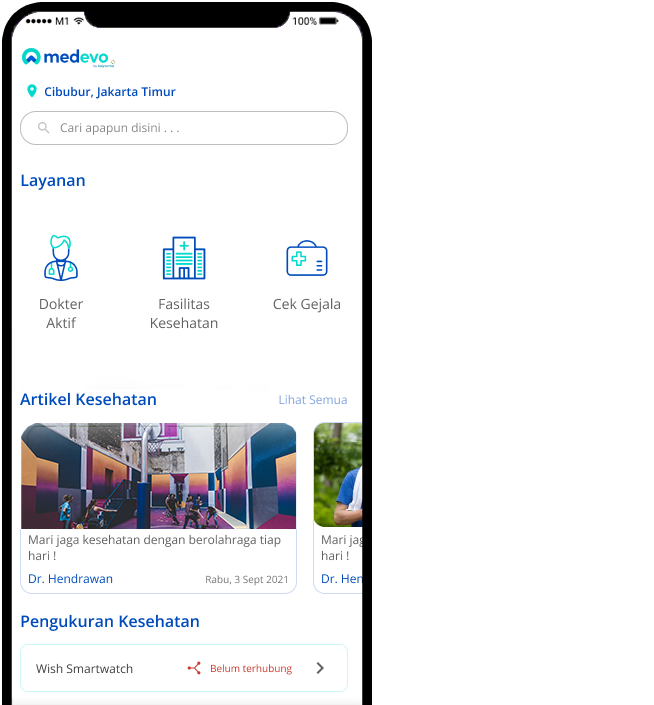 M1
100%
medevo
Cibubur, Jakarta Timur
Cari apapun disini . . .
Layanan
Dokter
Aktif
Fasilitas
Kesehatan
Cek Gejala
Artikel Kesehatan
Lihat Semua
Mari jaga kesehatan dengan berolahraga tiap
hari !
Dr. Hendrawan
Rabu, 3 Sept 2021
Mari jag
hari !
Dr. Hen
Pengukuran Kesehatan
Wish Smartwatch
Belum terhubung